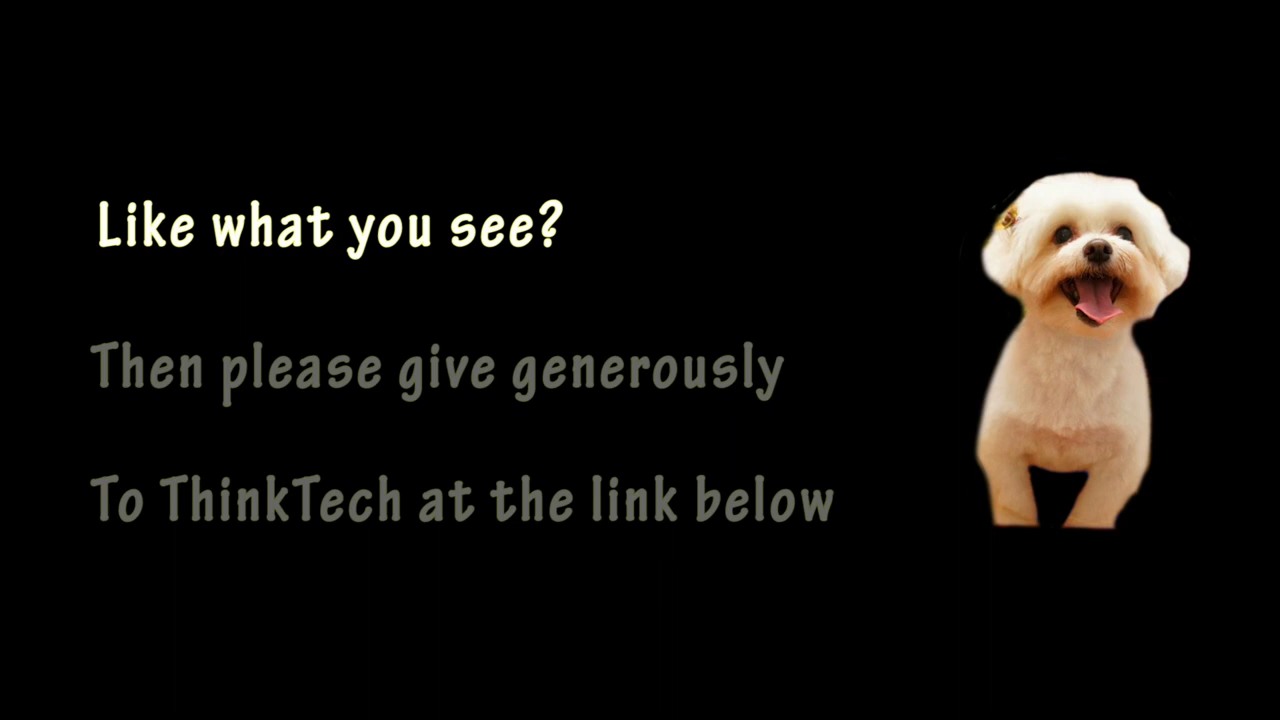 Like what you see?
Then please give generously
To ThinkTech at the link below